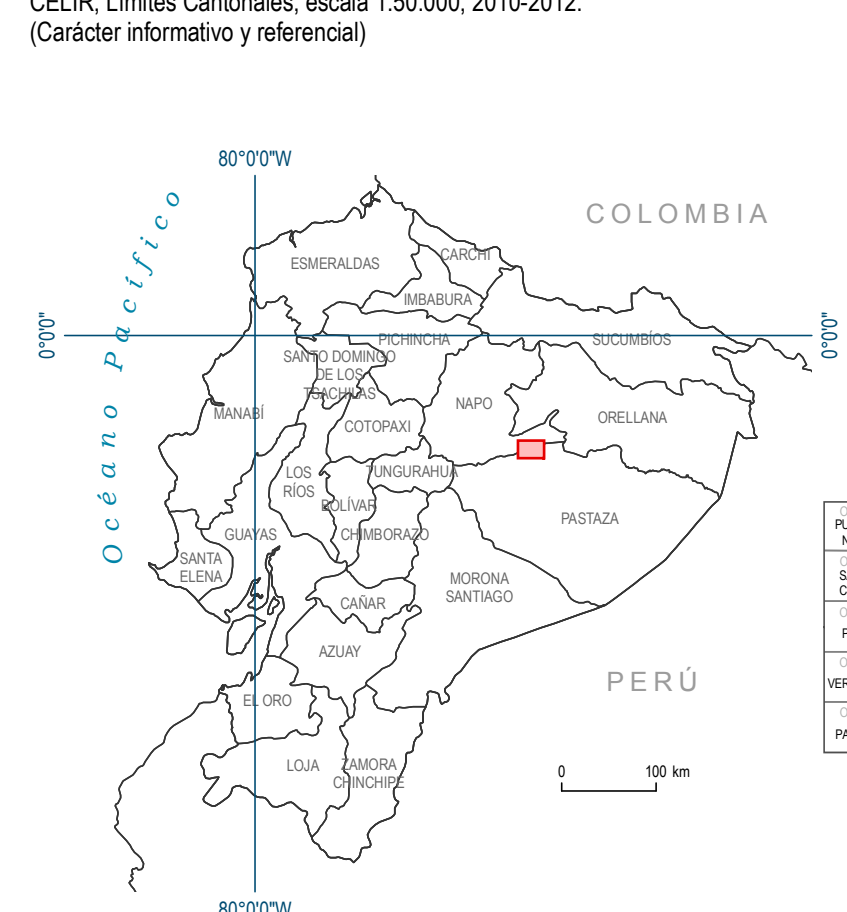 CELIR, Límites Cantonales, escala 1:50.000, 2010-2012.
(Carácter informativo y referencial)
80°0'0"W
Océano Pacífico
COLOMBIA
CARCHI
ESMERALDAS
IMBABURA
0°0'0"
0°0'0"
PICHINCHA
SUCUMBÍOS
SANTO DOMINGO
DE LOS
TSACHILAS
NAPO
MANABÍ
ORELLANA
COTOPAXI
LOS
RÍOS
TUNGURAHUA
BOLÍVAR
PASTAZA
GUAYAS
CHIMBORAZO
SANTA
ELENA
MORONA
SANTIAGO
CAÑAR
AZUAY
PERÚ
EL ORO
LOJA
ZAMORA
CHINCHIPE
0 100 km
80°0'0"W